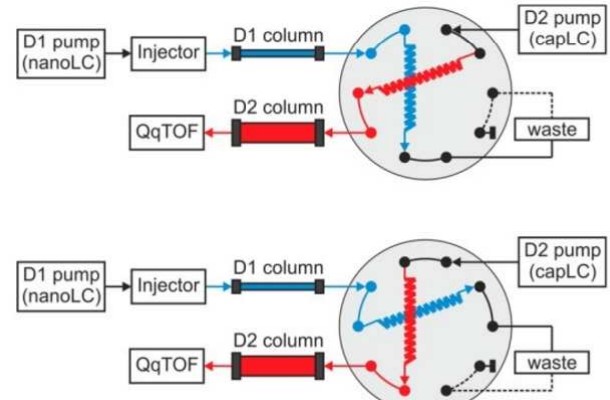 D1 pump
(nanoLC)
Injector
D1 column
D2 pump
(capLC)
QqTOF
D2 column
waste
D1 pump
(nanoLC)
Injector
D1 column
D2 pump
(capLC)
QqTOF
D2 column
waste